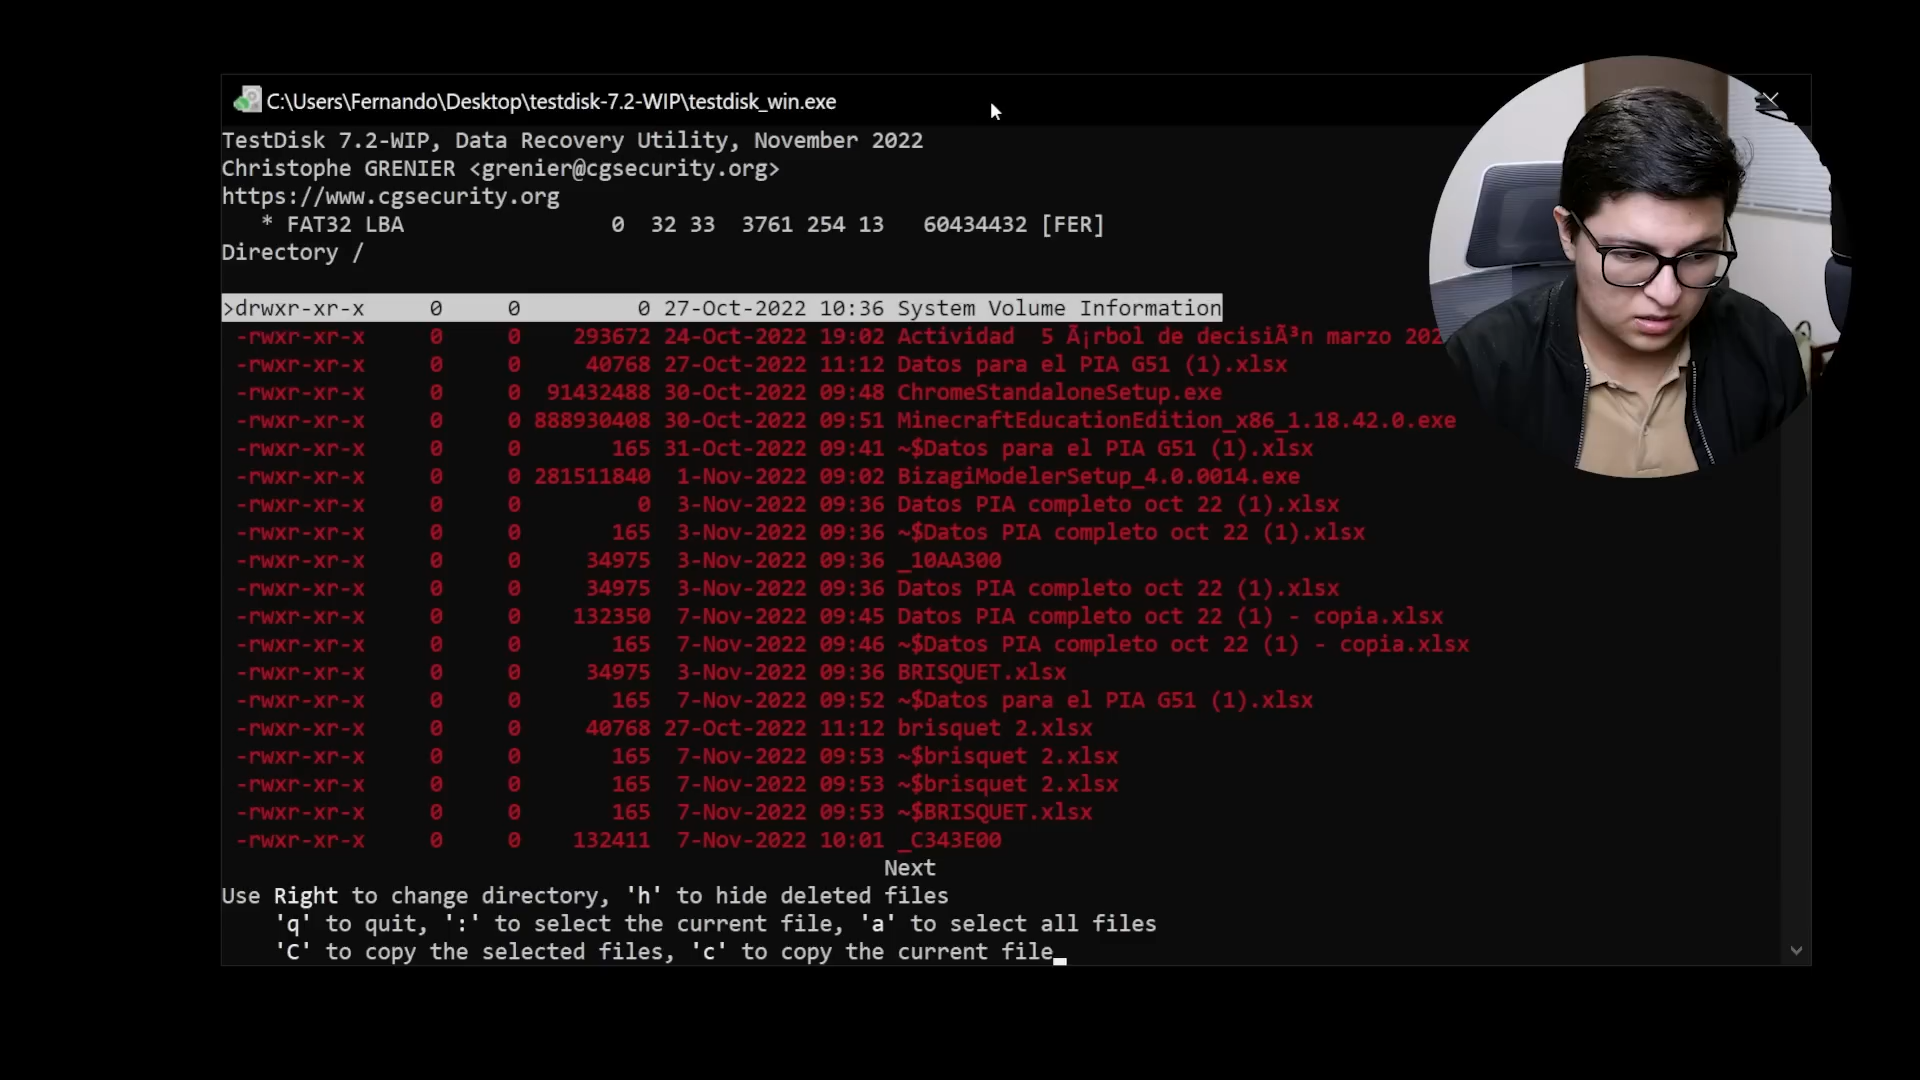 C:\Users\Fernando\Desktop\testdisk-7.2-WIP\testdisk_win.exe
TestDisk 7.2-WIP, Data Recovery Utility, November 2022
Christophe GRENIER <grenier@cgsecurity.org>
https://www.cgsecurity.org
* FAT32 LBA 0 32 33 3761 254 13 60434432 [FER]
Directory /
>drwxr-xr-x 0 0 0 27-Oct-2022 10:36 System Volume Information
-rwxr-xr-x 0 0 293672 24-Oct-2022 19:02 Actividad 5 Ã¡rbol de decisiÃ³n marzo 202
-rwxr-xr-x 0 0 40768 27-Oct-2022 11:12 Datos para el PIA G51 (1).xlsx
-rwxr-xr-x 0 0 91432488 30-Oct-2022 09:48 ChromeStandaloneSetup.exe
-rwxr-xr-x 0 0 888930408 30-Oct-2022 09:51 MinecraftEducationEdition_x86_1.18.42.0.exe
-rwxr-xr-x 0 0 165 31-Oct-2022 09:41 ~$Datos para el PIA G51 (1).xlsx
-rwxr-xr-x 0 0 281511840 1-Nov-2022 09:02 BizagiModelerSetup_4.0.0014.exe
-rwxr-xr-x 0 0 0 3-Nov-2022 09:36 Datos PIA completo oct 22 (1).xlsx
-rwxr-xr-x 0 0 165 3-Nov-2022 09:36 ~$Datos PIA completo oct 22 (1).xlsx
-rwxr-xr-x 0 0 34975 3-Nov-2022 09:36 _10AA300
-rwxr-xr-x 0 0 34975 3-Nov-2022 09:36 Datos PIA completo oct 22 (1).xlsx
-rwxr-xr-x 0 0 132350 7-Nov-2022 09:45 Datos PIA completo oct 22 (1) - copia.xlsx
-rwxr-xr-x 0 0 165 7-Nov-2022 09:46 ~$Datos PIA completo oct 22 (1) - copia.xlsx
-rwxr-xr-x 0 0 34975 3-Nov-2022 09:36 BRISQUET.xlsx
-rwxr-xr-x 0 0 165 7-Nov-2022 09:52 ~$Datos para el PIA G51 (1).xlsx
-rwxr-xr-x 0 0 40768 27-Oct-2022 11:12 brisquet 2.xlsx
-rwxr-xr-x 0 0 165 7-Nov-2022 09:53 ~$brisquet 2.xlsx
-rwxr-xr-x 0 0 165 7-Nov-2022 09:53 ~$brisquet 2.xlsx
-rwxr-xr-x 0 0 165 7-Nov-2022 09:53 ~$BRISQUET.xlsx
-rwxr-xr-x 0 0 132411 7-Nov-2022 10:01 _C343E00
Next
Use Right to change directory, 'h' to hide deleted files
'q' to quit, ':' to select the current file, 'a' to select all files
'C' to copy the selected files, 'c' to copy the current file